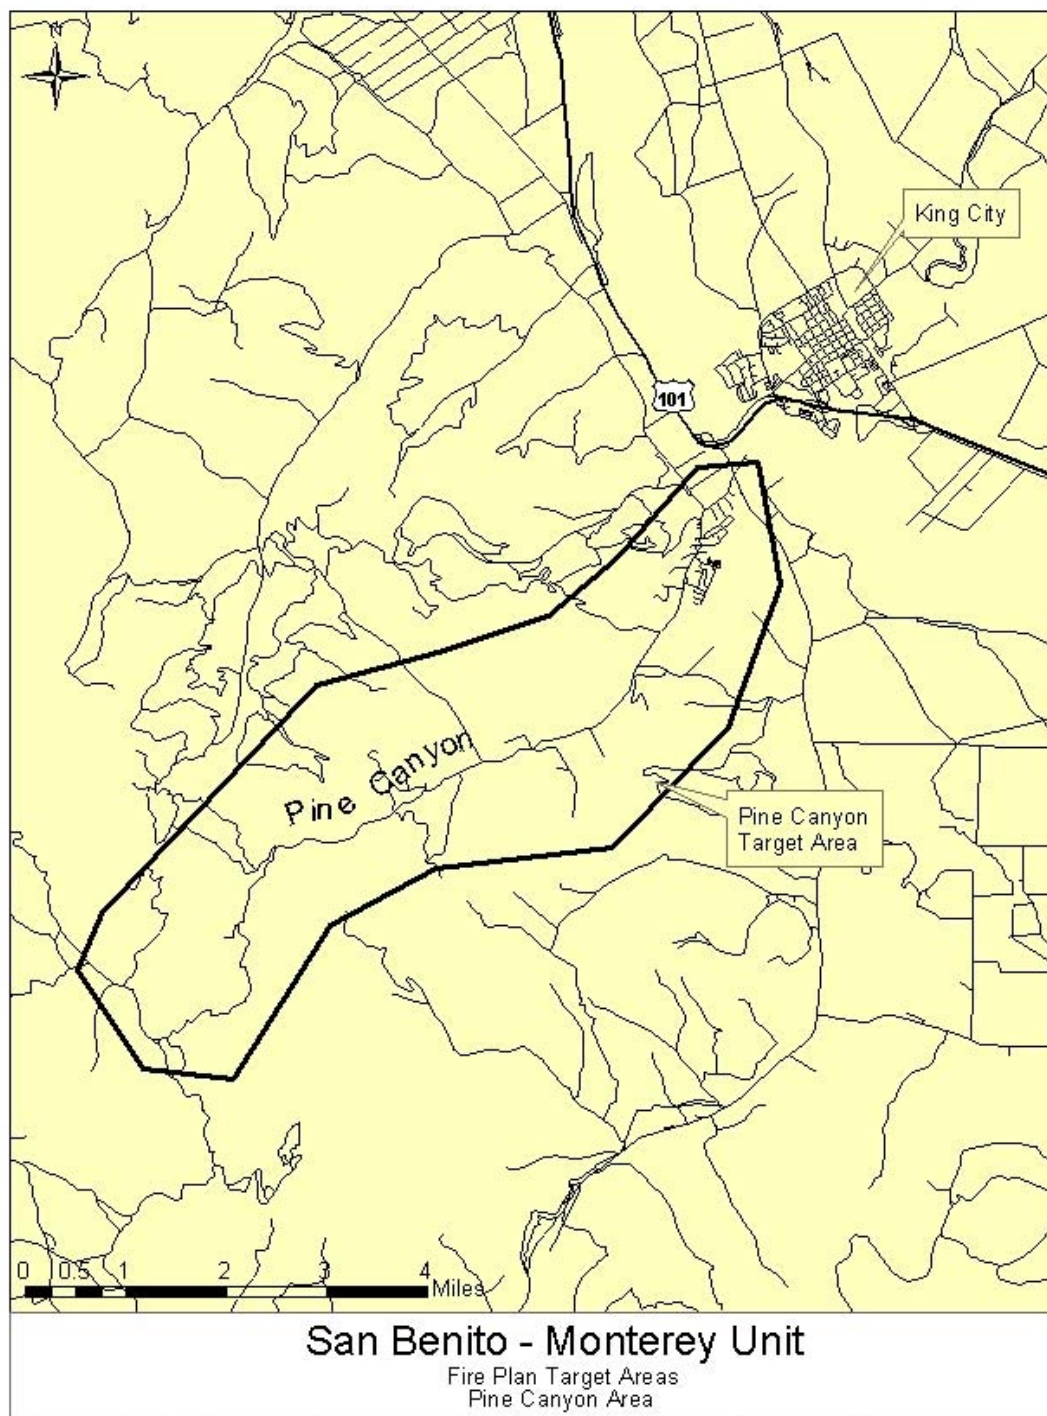 King City
101
Pine Canyon
Pine Canyon
Target Area
0 0.5 1 2 3 4
Miles
San Benito - Monterey Unit
Fire Plan Target Areas
Pine Canyon Area